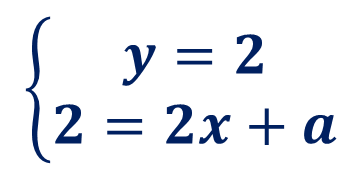 y = 2
2 = 2x + a